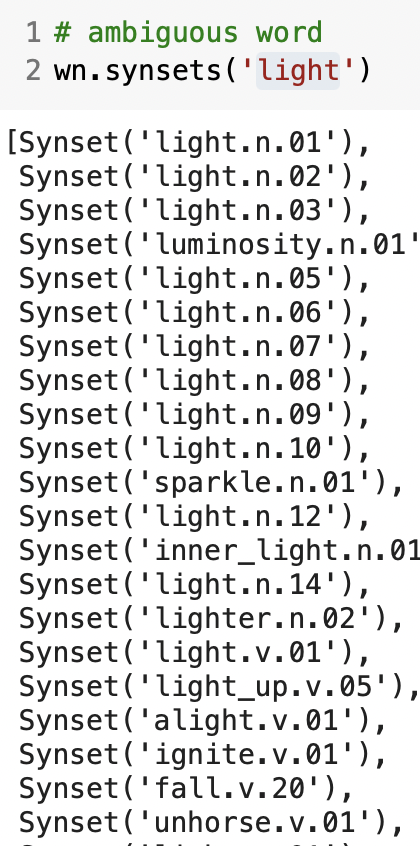 1 # ambiguous word
2 wn.synsets('light')
[Synset('light.n.01'),
Synset('light.n.02'),
Synset('light.n.03'),
Synset('luminosity.n.01'
Synset('light.n.05'),
Synset('light.n.06'),
Synset('light.n.07'),
Synset('light.n.08'),
Synset('light.n.09'),
Synset('light.n.10'),
Synset('sparkle.n.01'),
Synset('light.n.12'),
Synset('inner_light.n.01
Synset('light.n.14'),
Synset('lighter.n.02'),
Synset('light.v.01'),
Synset('light_up.v.05'),
Synset('alight.v.01'),
Synset('ignite.v.01'),
Synset('fall.v.20'),
Synset('unhorse.v.01'),